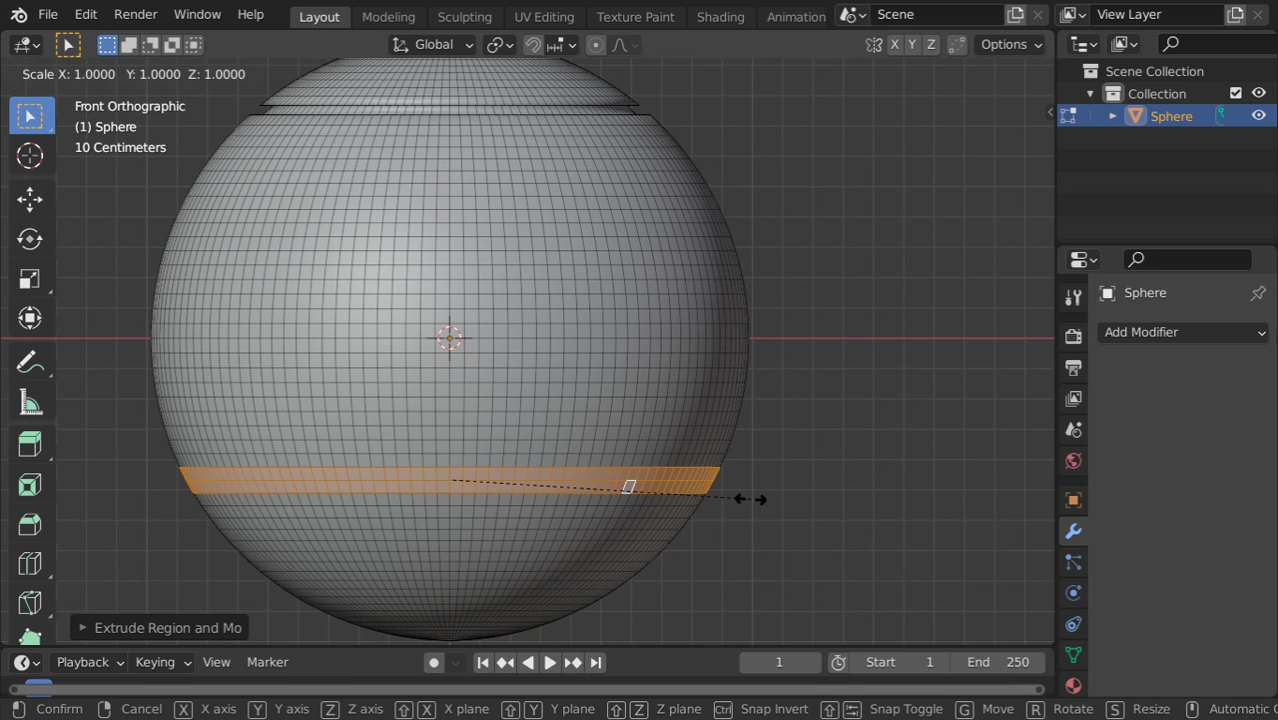 File Edit Render Window Help Layout Modeling Sculpting UV Editing Texture Paint Shading Animation Scene View Layer
Global X Y Z Options
Scale X: 1.0000 Y: 1.0000 Z: 1.0000
Front Orthographic
(1) Sphere
10 Centimeters
Scene Collection
Collection
Sphere
Sphere
Add Modifier
Extrude Region and Mo
Playback Keying View Marker 1 Start 1 End 250
Confirm Cancel X X axis Y Y axis Z Z axis X X plane Y Y plane Z Z plane Ctrl Snap Invert Snap Toggle G Move R Rotate S Resize Automatic